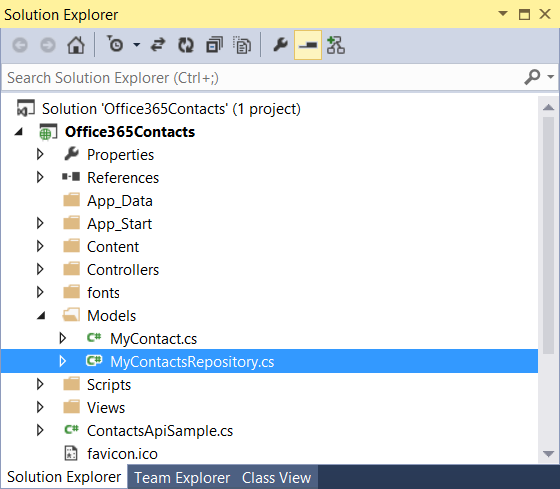 Solution Explorer
Search Solution Explorer (Ctrl+;)
Solution 'Office365Contacts' (1 project)
Office365Contacts
Properties
References
App_Data
App_Start
Content
Controllers
fonts
Models
C# MyContact.cs
C# MyContactsRepository.cs
Scripts
Views
C# ContactsApiSample.cs
favicon.ico
Solution Explorer Team Explorer Class View